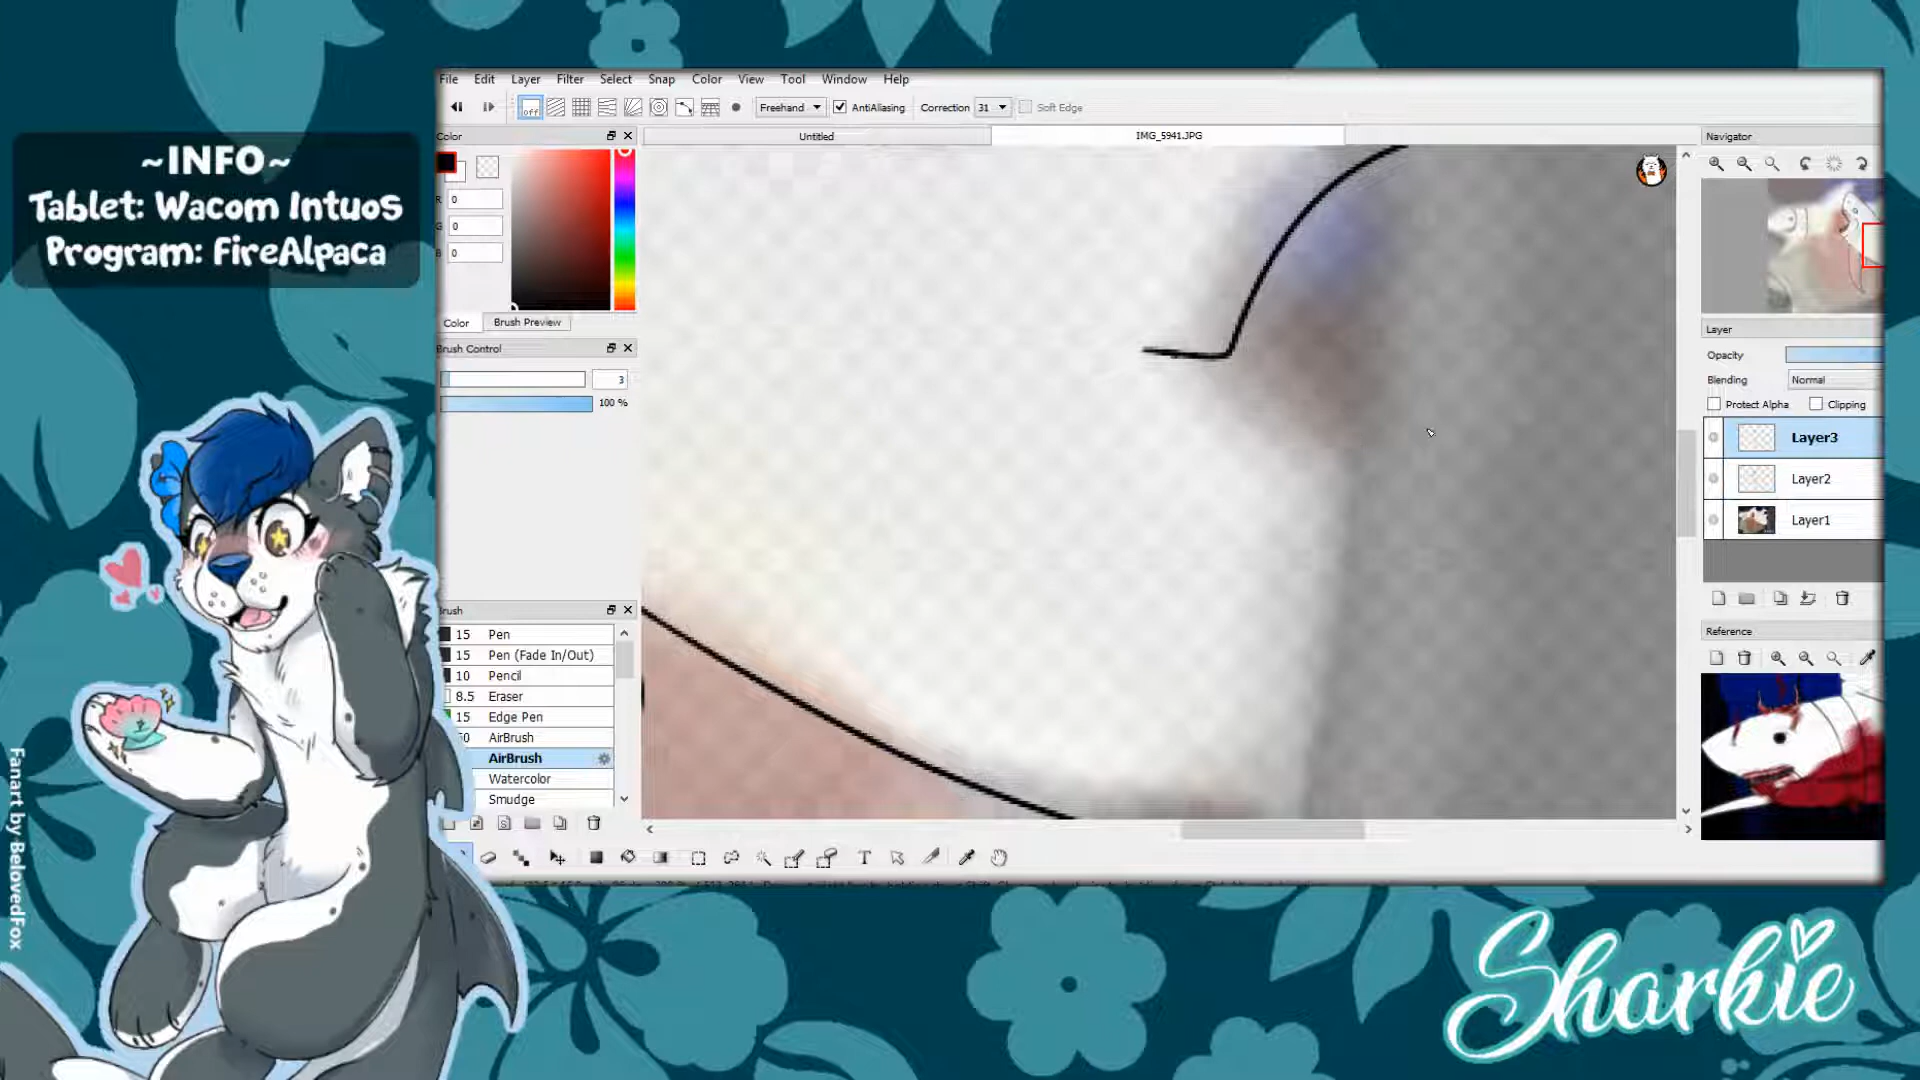 File Edit Layer Filter Select Snap Color View Tool Window Help
off Freehand AntiAliasing Correction 31 Soft Edge
Color
Untitled
IMG_5941.JPG
Navigator
~INFO~
Tablet: Wacom Intuos
Program: FireAlpaca
R 0
G 0
B 0
Color Brush Preview
Brush Control
3
100 %
Layer
Opacity
Blending Normal
Protect Alpha Clipping
Layer3
Layer2
Layer1
Brush
15 Pen
15 Pen (Fade In/Out)
10 Pencil
8.5 Eraser
15 Edge Pen
AirBrush
AirBrush
Watercolor
Smudge
Reference
T
Fanart by BelovedFox
Sharkie